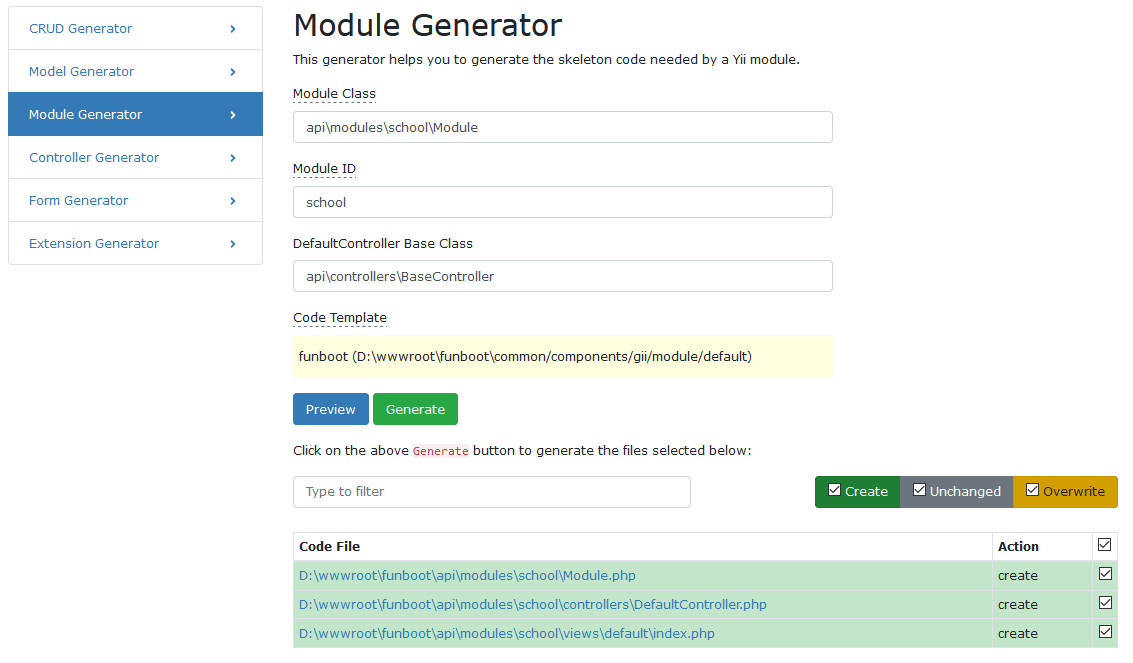 CRUD Generator
Model Generator
Module Generator
Controller Generator
Form Generator
Extension Generator
Module Generator
This generator helps you to generate the skeleton code needed by a Yii module.
Module Class
api\modules\school\Module
Module ID
school
DefaultController Base Class
api\controllers\BaseController
Code Template
funboot (D:\wwwroot\funboot\common/components/gii/module/default)
Preview Generate
Click on the above Generate button to generate the files selected below:
Type to filter Create Unchanged Overwrite
Code File Action
D:\wwwroot\funboot\api\modules\school\Module.php create
D:\wwwroot\funboot\api\modules\school\controllers\DefaultController.php create
D:\wwwroot\funboot\api\modules\school\views\default\index.php create